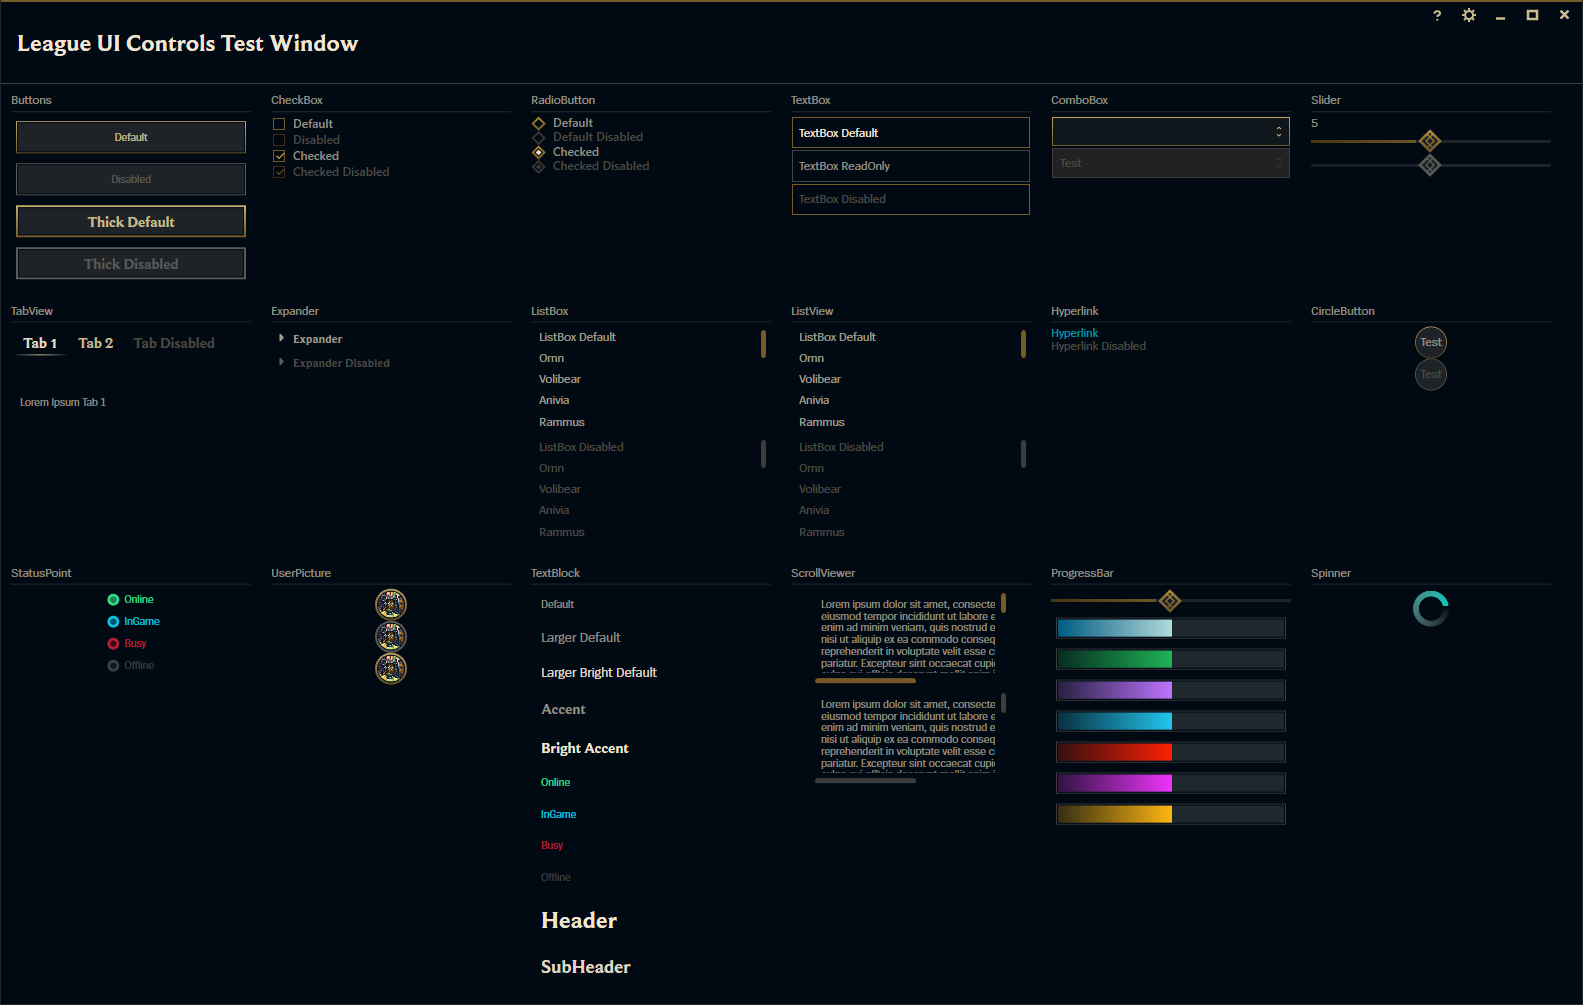 ?
League UI Controls Test Window
Buttons
Default
Disabled
Thick Default
Thick Disabled
CheckBox
Default
Disabled
Checked
Checked Disabled
RadioButton
Default
Default Disabled
Checked
Checked Disabled
TextBox
TextBox Default
TextBox ReadOnly
TextBox Disabled
ComboBox
Test
Slider
5
TabView
Tab 1 Tab 2 Tab Disabled
Lorem Ipsum Tab 1
Expander
Expander
Expander Disabled
ListBox
ListBox Default
Ornn
Volibear
Anivia
Rammus
ListBox Disabled
Ornn
Volibear
Anivia
Rammus
ListView
ListBox Default
Ornn
Volibear
Anivia
Rammus
ListBox Disabled
Ornn
Volibear
Anivia
Rammus
Hyperlink
Hyperlink
Hyperlink Disabled
CircleButton
Test
Test
StatusPoint
Online
InGame
Busy
Offline
UserPicture
TextBlock
Default
Larger Default
Larger Bright Default
Accent
Bright Accent
Online
InGame
Busy
Offline
Header
SubHeader
ScrollViewer
Lorem ipsum dolor sit amet, consecte
eiusmod tempor incididunt ut labore e
enim ad minim veniam, quis nostrud e
nisi ut aliquip ex ea commodo conseq
reprehenderit in voluptate velit esse c
pariatur. Excepteur sint occaecat cupi
Lorem ipsum dolor sit amet, consecte
eiusmod tempor incididunt ut labore e
enim ad minim veniam, quis nostrud e
nisi ut aliquip ex ea commodo conseq
reprehenderit in voluptate velit esse c
pariatur. Excepteur sint occaecat cupi
ProgressBar
Spinner